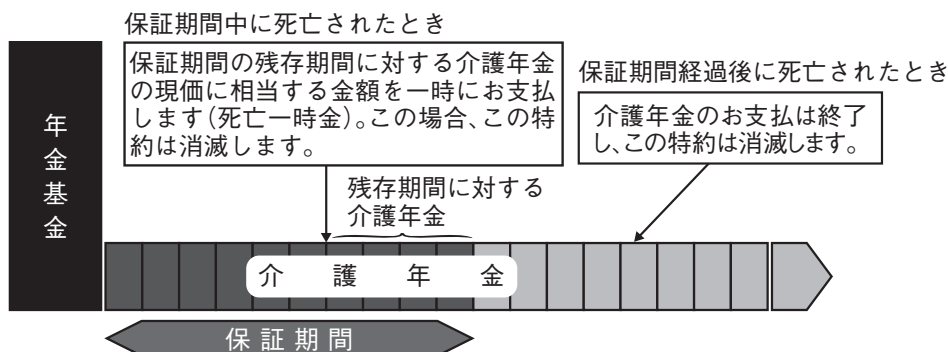 保証期間中に死亡されたとき
保証期間の残存期間に対する介護年金
の現価に相当する金額を一時にお支払
します(死亡一時金)。この場合、この特
約は消滅します。
保証期間経過後に死亡されたとき
介護年金のお支払は終了
し、この特約は消滅します。
年金基金
残存期間に対する
介護年金
介護年金
保証期間